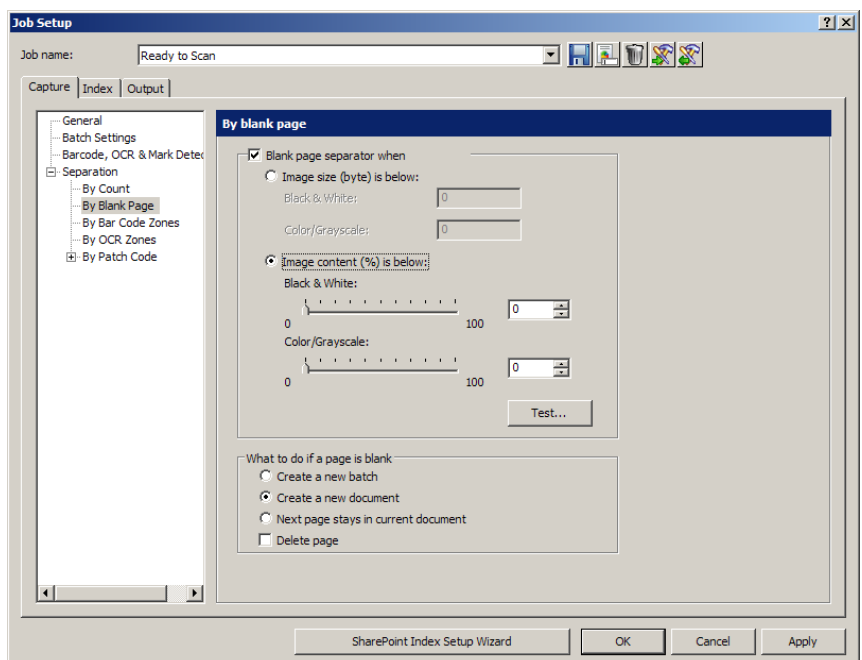 Job Setup
Job name: Ready to Scan
Capture Index Output
General
Batch Settings
Barcode, OCR & Mark Detec
Separation
By Count
By Blank Page
By Bar Code Zones
By OCR Zones
By Patch Code
By blank page
Blank page separator when
Image size (byte) is below:
Black & White: 0
Color/Grayscale: 0
Image content (%) is below:
Black & White:
0 100 0
Color/Grayscale:
0 100 0
Test...
What to do if a page is blank
Create a new batch
Create a new document
Next page stays in current document
Delete page
SharePoint Index Setup Wizard OK Cancel Apply